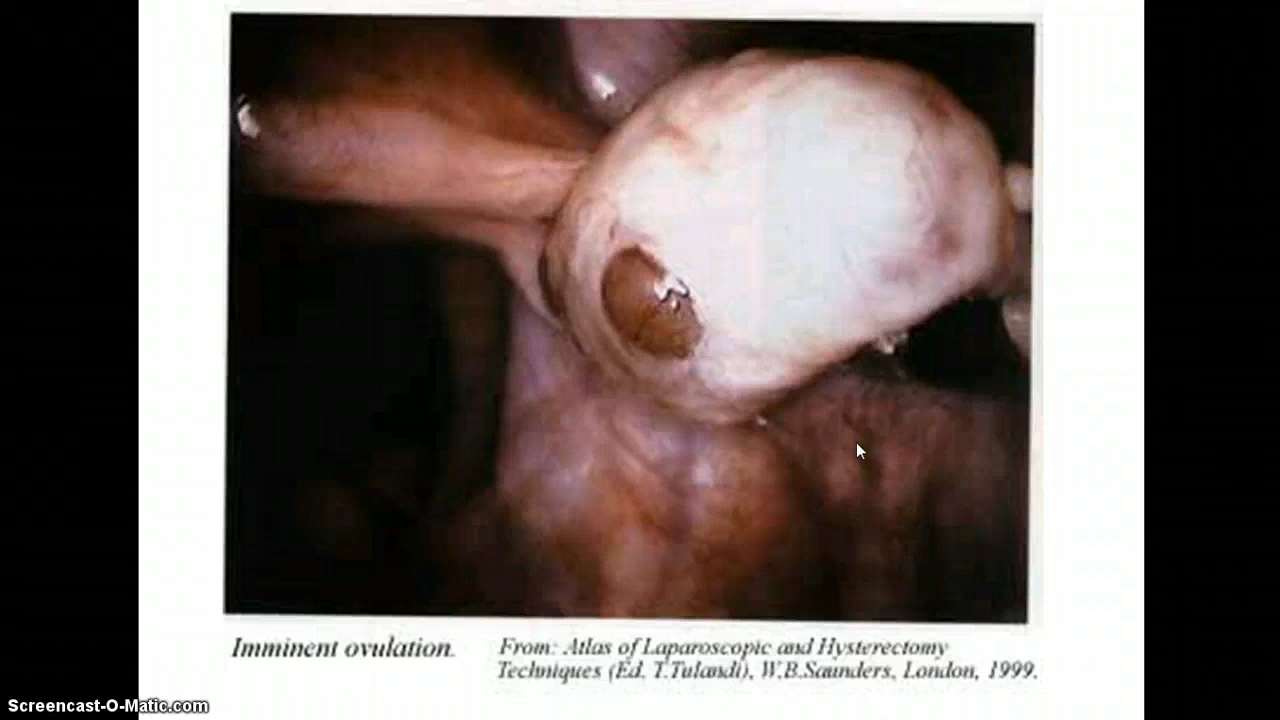 Imminent ovulation.
From: Atlas of Laparoscopic and Hysterectomy
Techniques (Ed. T.Tulandi), W.B.Saunders, London, 1999.
Screencast-O-Matic.com